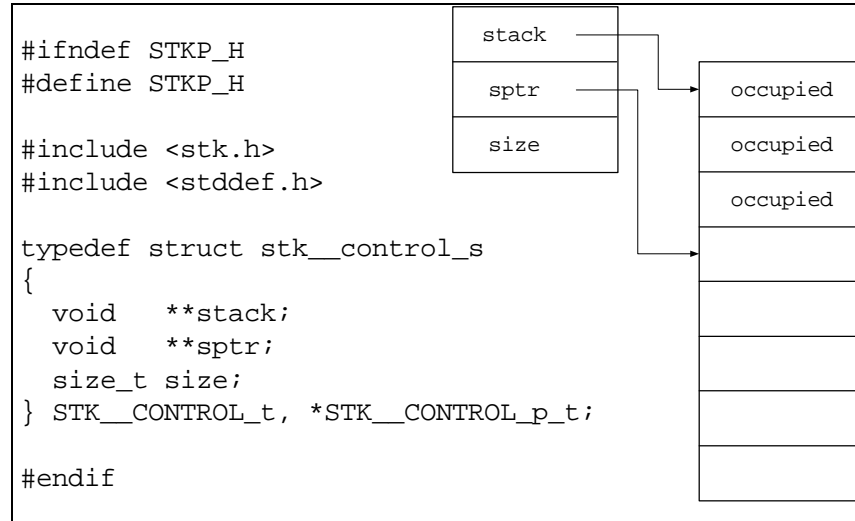 #ifndef STKP_H
#define STKP_H
#include <stk.h>
#include <stddef.h>
typedef struct stk__control_s
{
  void   **stack;
  void   **sptr;
  size_t size;
} STK__CONTROL_t, *STK__CONTROL_p_t;
#endif
stack
sptr
size
occupied
occupied
occupied